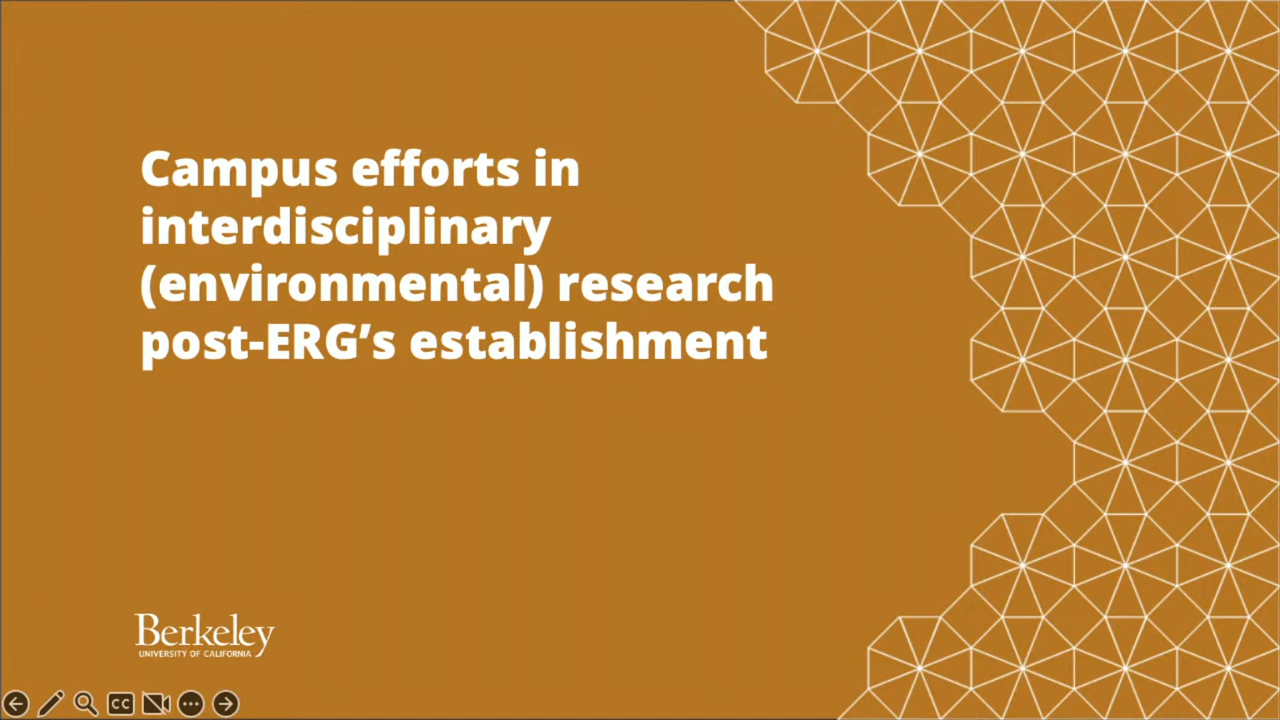 Campus efforts in
interdisciplinary
(environmental) research
post-ERG’s establishment
Berkeley
UNIVERSITY OF CALIFORNIA
CC